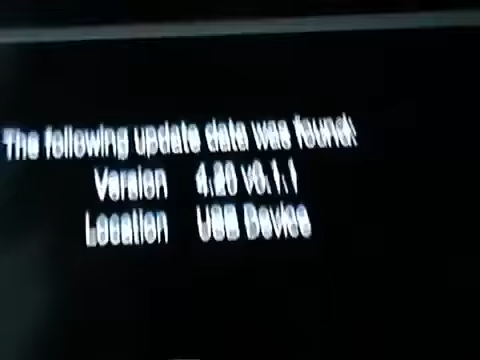 The following update data was found:
Version 4.20 v0.1.1
Location USB Device